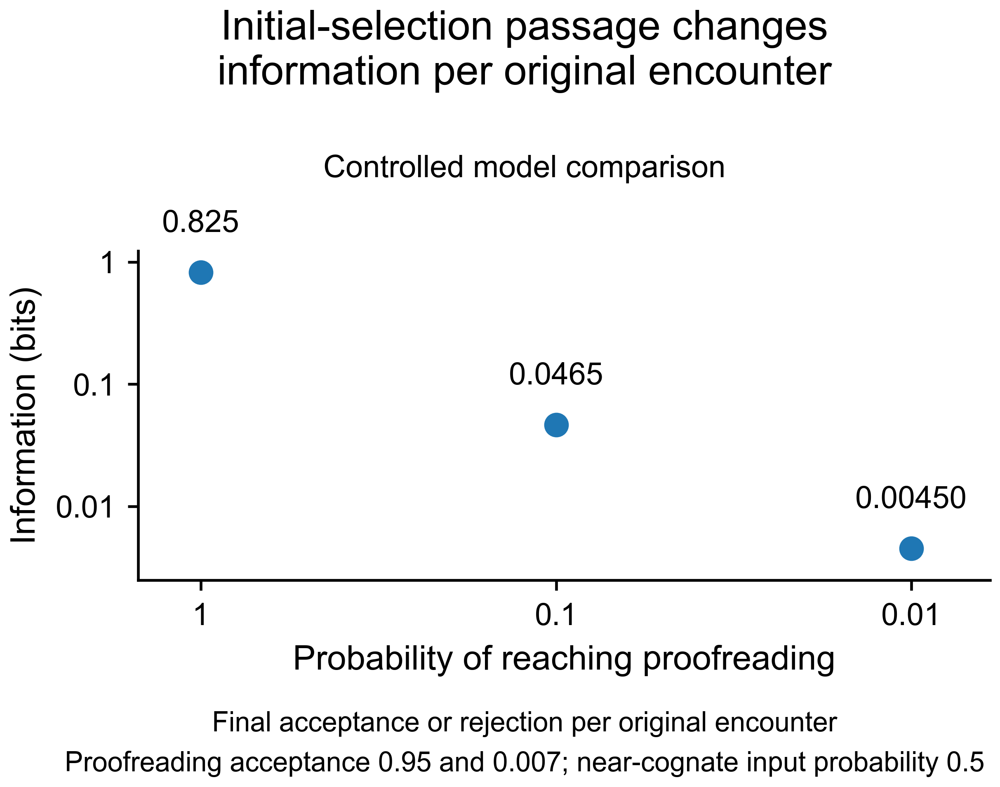 Initial-selection passage changes
information per original encounter
Controlled model comparison
0.825
0.0465
0.00450
1
0.1
0.01
Information (bits)
1
0.1
0.01
Probability of reaching proofreading
Final acceptance or rejection per original encounter
Proofreading acceptance 0.95 and 0.007; near-cognate input probability 0.5